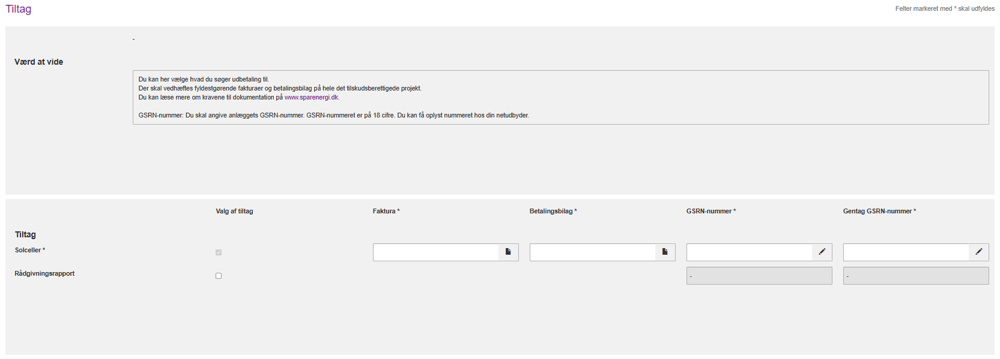 Tiltag
Felter markeret med * skal udfyldes
-
Værd at vide
Du kan her vælge hvad du søger udbetaling til.
Der skal vedhæftes fyldestgørende fakturaer og betalingsbilag på hele det tilskudsberettigede projekt.
Du kan læse mere om kravene til dokumentation på www.sparenergi.dk.
GSRN-nummer: Du skal angive anlæggets GSRN-nummer. GSRN-nummeret er på 18 cifre. Du kan få oplyst nummeret hos din netudbyder.
Valg af tiltag Faktura * Betalingsbilag * GSRN-nummer * Gentag GSRN-nummer *
Tiltag
Solceller *
Rådgivningsrapport - -